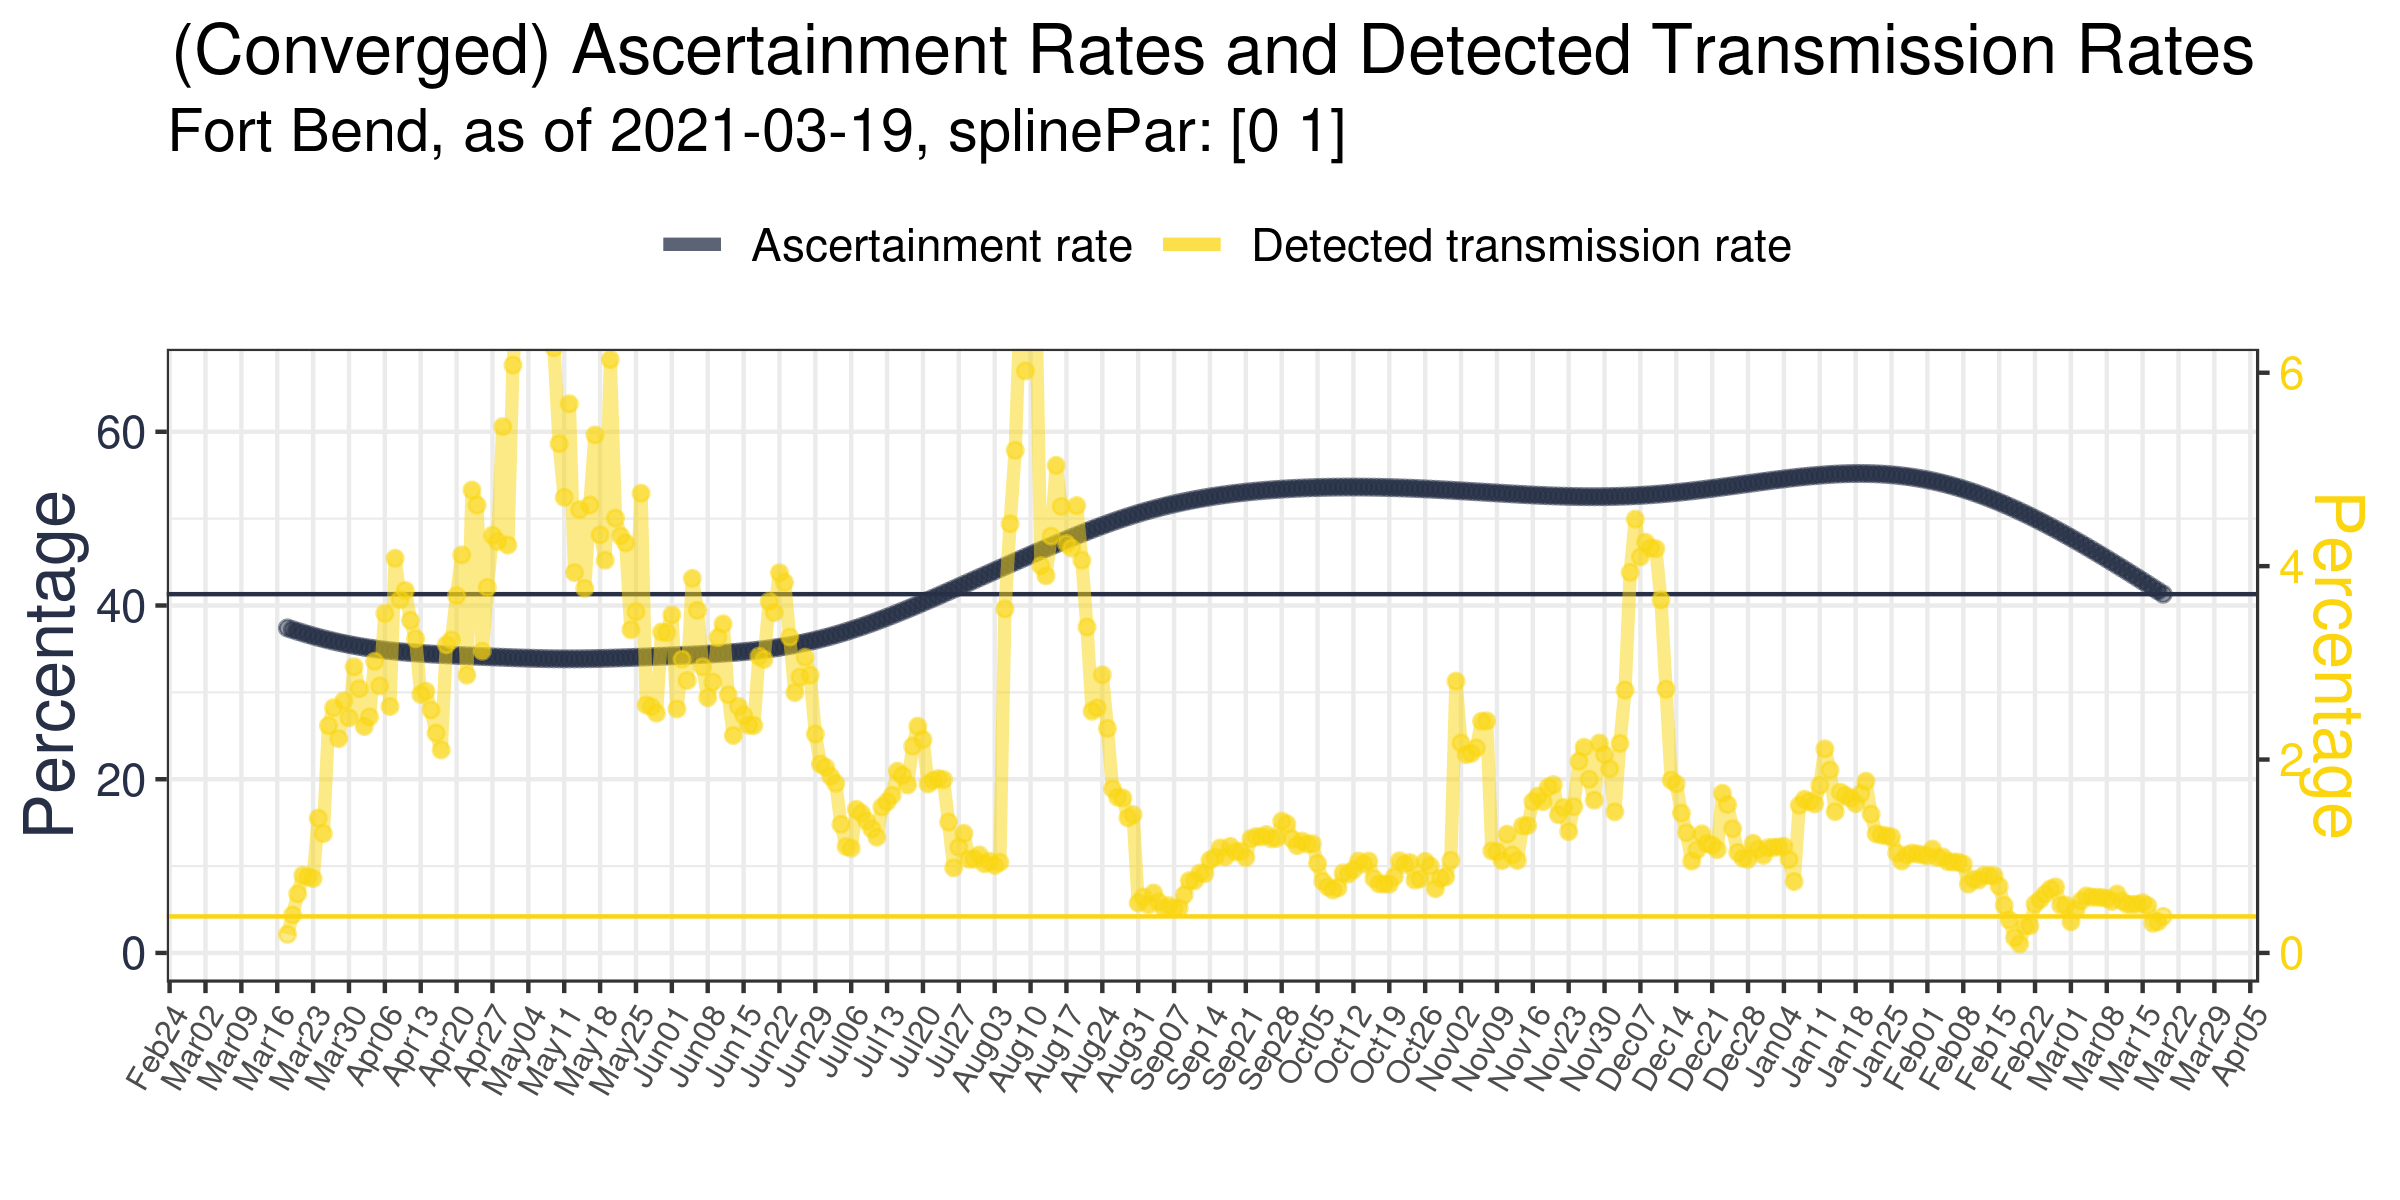 (Converged) Ascertainment Rates and Detected Transmission Rates
Fort Bend, as of 2021-03-19, splinePar: [0 1]
Ascertainment rate Detected transmission rate
Percentage
60
40
20
0
6
4
2
0
Percentage
Feb24 Mar02 Mar09 Mar16 Mar23 Mar30 Apr06 Apr13 Apr20 Apr27 May04 May11 May18 May25 Jun01 Jun08 Jun15 Jun22 Jun29 Jul06 Jul13 Jul20 Jul27 Aug03 Aug10 Aug17 Aug24 Aug31 Sep07 Sep14 Sep21 Sep28 Oct05 Oct12 Oct19 Oct26 Nov02 Nov09 Nov16 Nov23 Nov30 Dec07 Dec14 Dec21 Dec28 Jan04 Jan11 Jan18 Jan25 Feb01 Feb08 Feb15 Feb22 Mar01 Mar08 Mar15 Mar22 Mar29 Apr05